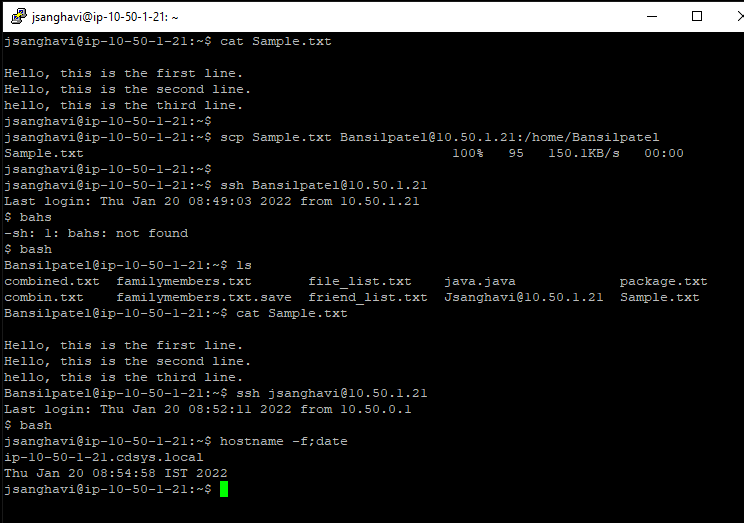 jsanghavi@ip-10-50-1-21: ~
jsanghavi@ip-10-50-1-21:~$ cat Sample.txt
Hello, this is the first line.
Hello, this is the second line.
hello, this is the third line.
jsanghavi@ip-10-50-1-21:~$
jsanghavi@ip-10-50-1-21:~$ scp Sample.txt Bansilpatel@10.50.1.21:/home/Bansilpatel
Sample.txt 100% 95 150.1KB/s 00:00
jsanghavi@ip-10-50-1-21:~$
jsanghavi@ip-10-50-1-21:~$ ssh Bansilpatel@10.50.1.21
Last login: Thu Jan 20 08:49:03 2022 from 10.50.1.21
$ bahs
-sh: 1: bahs: not found
$ bash
Bansilpatel@ip-10-50-1-21:~$ ls
combined.txt familymembers.txt file_list.txt java.java package.txt
combin.txt familymembers.txt.save friend_list.txt Jsanghavi@10.50.1.21 Sample.txt
Bansilpatel@ip-10-50-1-21:~$ cat Sample.txt
Hello, this is the first line.
Hello, this is the second line.
hello, this is the third line.
Bansilpatel@ip-10-50-1-21:~$ ssh jsanghavi@10.50.1.21
Last login: Thu Jan 20 08:52:11 2022 from 10.50.0.1
$ bash
jsanghavi@ip-10-50-1-21:~$ hostname -f;date
ip-10-50-1-21.cdsys.local
Thu Jan 20 08:54:58 IST 2022
jsanghavi@ip-10-50-1-21:~$